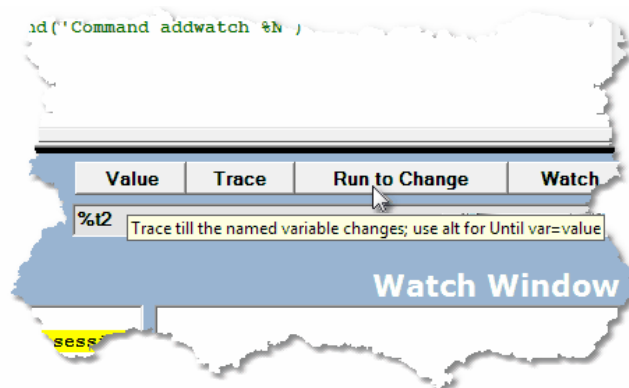 nd('Command addwatch %N')
Value Trace Run to Change Watch
%t2
Trace till the named variable changes; use alt for Until var=value
Watch Window
sess